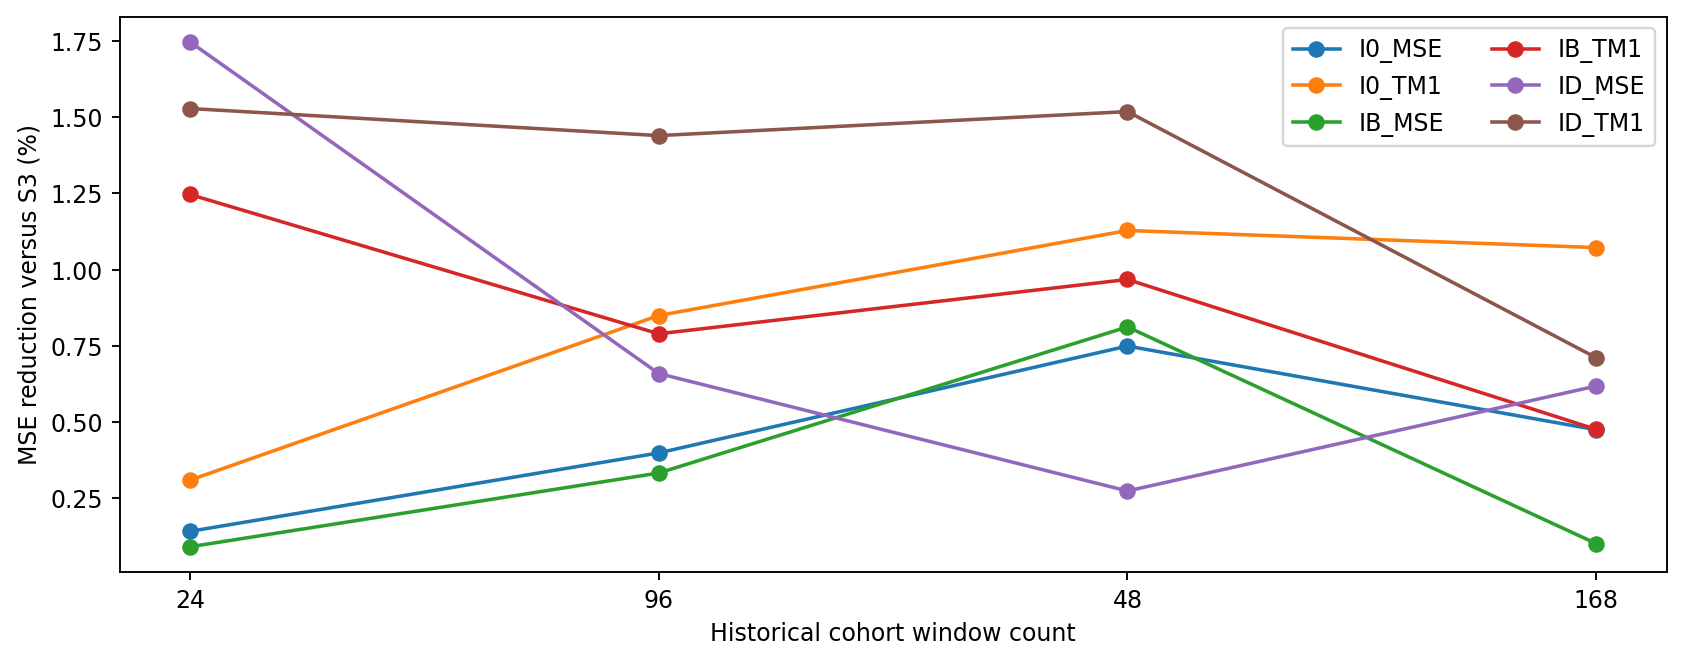 MSE reduction versus S3 (%)
1.75
1.50
1.25
1.00
0.75
0.50
0.25
I0_MSE
I0_TM1
IB_MSE
IB_TM1
ID_MSE
ID_TM1
24 96 48 168
Historical cohort window count